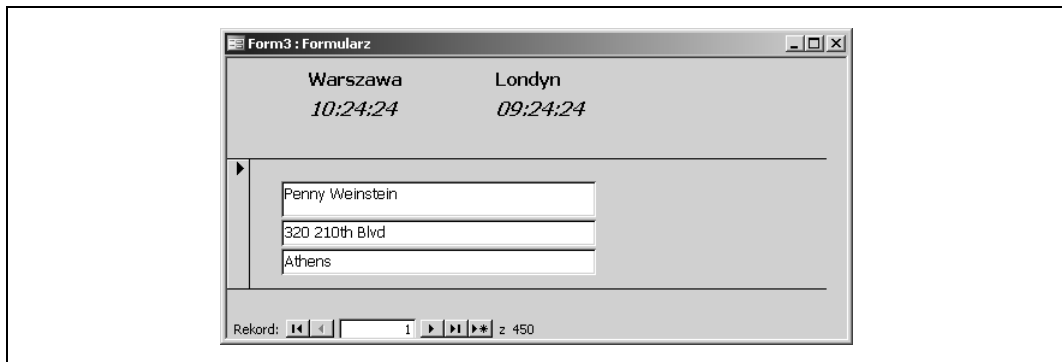 Form3 : Formularz
Warszawa Londyn
10:24:24 09:24:24
Penny Weinstein
320 210th Blvd
Athens
Rekord: 1 z 450